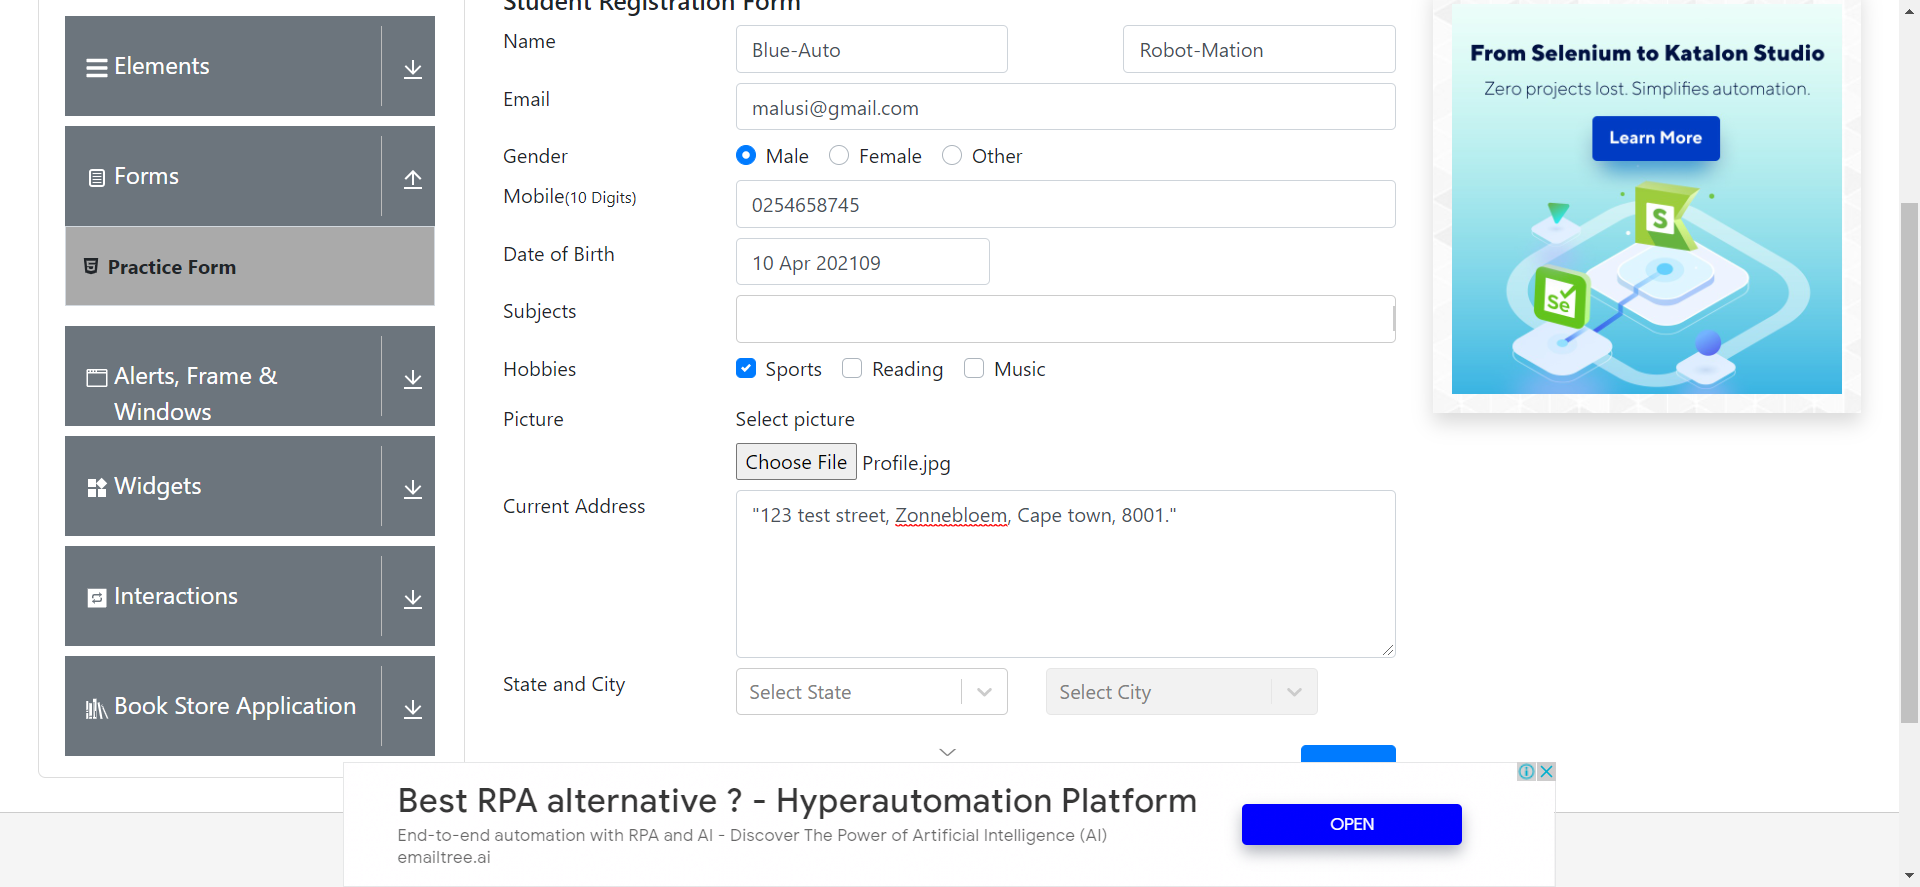 Elements
Forms
Practice Form
Alerts, Frame &
Windows
Widgets
Interactions
Book Store Application
Student Registration Form
Name
Blue-Auto
Robot-Mation
Email
malusi@gmail.com
Gender
Male
Female
Other
Mobile(10 Digits)
0254658745
Date of Birth
10 Apr 202109
Subjects
Hobbies
Sports
Reading
Music
Picture
Select picture
Choose File Profile.jpg
Current Address
"123 test street, Zonnebloem, Cape town, 8001."
State and City
Select State
Select City
From Selenium to Katalon Studio
Zero projects lost. Simplifies automation.
Learn More
S
Se
Best RPA alternative ? - Hyperautomation Platform
End-to-end automation with RPA and AI - Discover The Power of Artificial Intelligence (AI)
emailtree.ai
OPEN